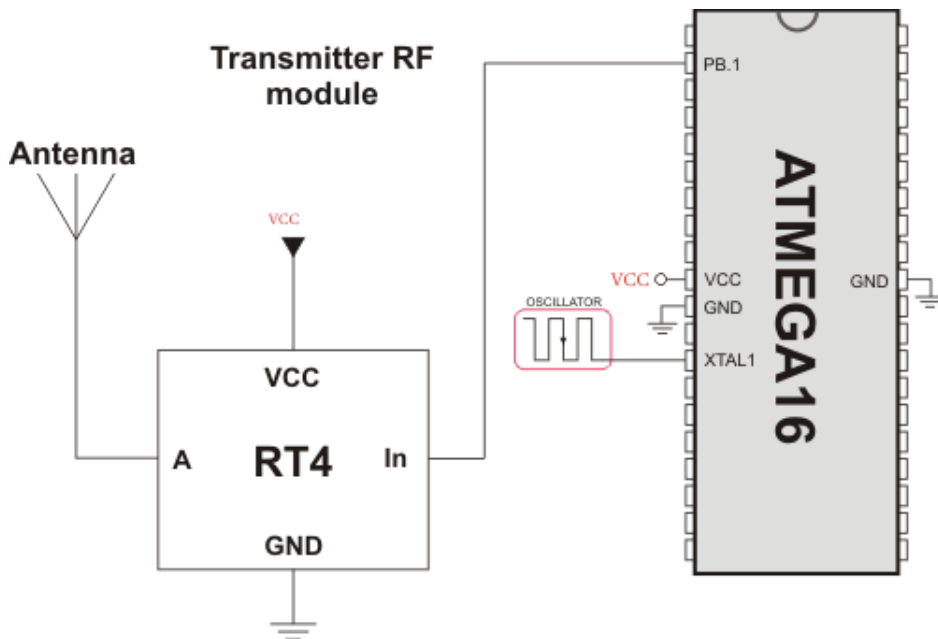 Transmitter RF
module
Antenna
VCC
VCC
RT4
A
In
GND
PB.1
VCC
VCC
GND
OSCILLATOR
XTAL1
GND
ATMEGA16